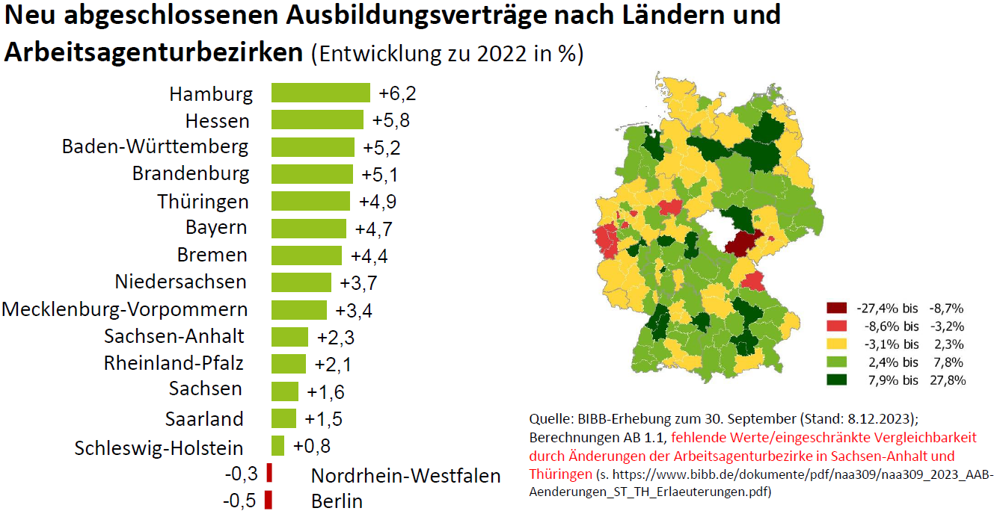 Neu abgeschlossenen Ausbildungsverträge nach Ländern und
Arbeitsagenturbezirken (Entwicklung zu 2022 in %)
Hamburg +6,2
Hessen +5,8
Baden-Württemberg +5,2
Brandenburg +5,1
Thüringen +4,9
Bayern +4,7
Bremen +4,4
Niedersachsen +3,7
Mecklenburg-Vorpommern +3,4
Sachsen-Anhalt +2,3
Rheinland-Pfalz +2,1
Sachsen +1,6
Saarland +1,5
Schleswig-Holstein +0,8
-0,3 Nordrhein-Westfalen
-0,5 Berlin
-27,4% bis -8,7%
-8,6% bis -3,2%
-3,1% bis 2,3%
2,4% bis 7,8%
7,9% bis 27,8%
Quelle: BIBB-Erhebung zum 30. September (Stand: 8.12.2023);
Berechnungen AB 1.1, fehlende Werte/eingeschränkte Vergleichbarkeit
durch Änderungen der Arbeitsagenturbezirke in Sachsen-Anhalt und
Thüringen (s. https://www.bibb.de/dokumente/pdf/naa309/naa309_2023_AAB-
Aenderungen_ST_TH_Erlaeuterungen.pdf)